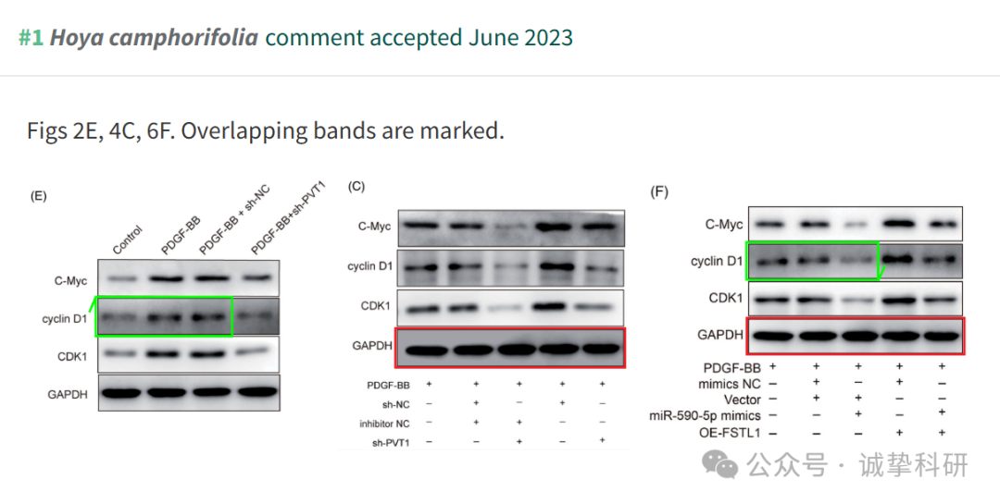 #1 Hoya camphorifolia comment accepted June 2023
Figs 2E, 4C, 6F. Overlapping bands are marked.
(E)
Control
PDGF-BB
PDGF-BB + sh-NC
PDGF-BB+sh-PVT1
C-Myc
cyclin D1
CDK1
GAPDH
(C)
C-Myc
cyclin D1
CDK1
GAPDH
PDGF-BB + + + + +
sh-NC − + − + −
inhibitor NC − + + − −
sh-PVT1 − − + − +
(F)
C-Myc
cyclin D1
CDK1
GAPDH
PDGF-BB + + + + +
mimics NC − + − + −
Vector − + + − −
miR-590-5p mimics − − + − +
OE-FSTL1 − − − + +
公众号 · 诚挚科研